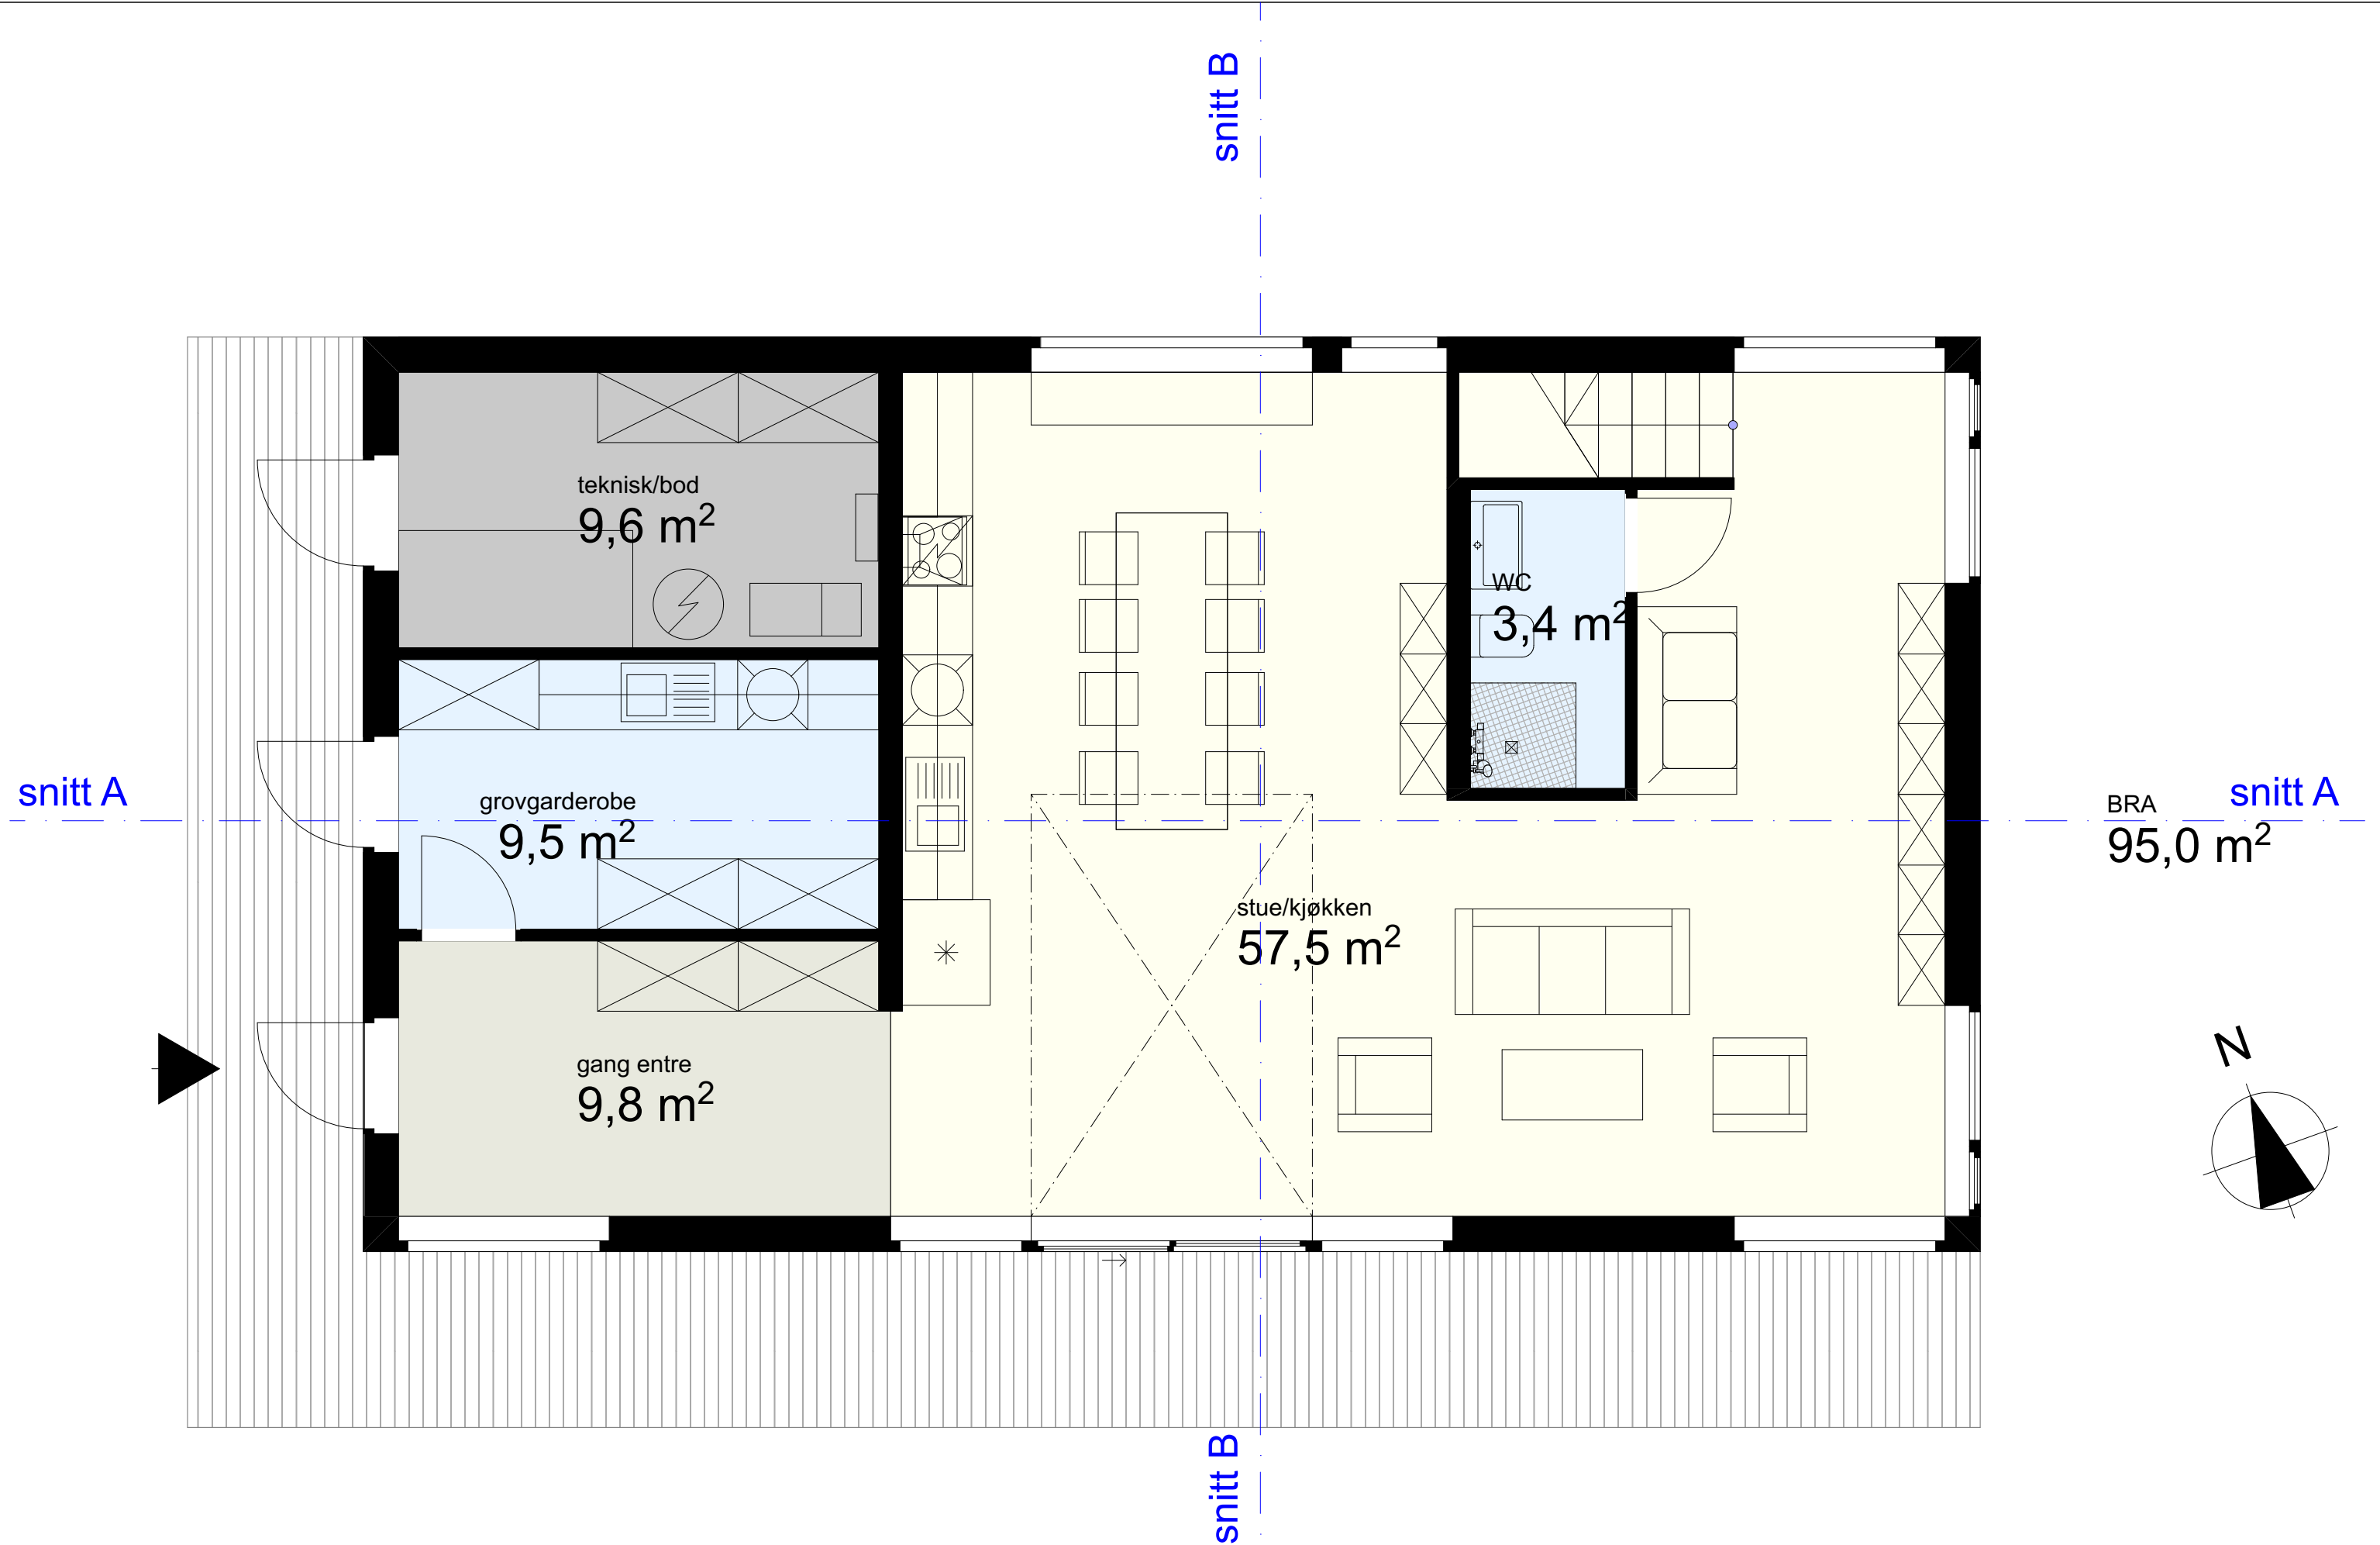 snitt B
teknisk/bod
9,6 m²
WC
3,4 m²
snitt A
grovgarderobe
9,5 m²
snitt A
BRA
95,0 m²
stue/kjøkken
57,5 m²
gang entre
9,8 m²
N
snitt B